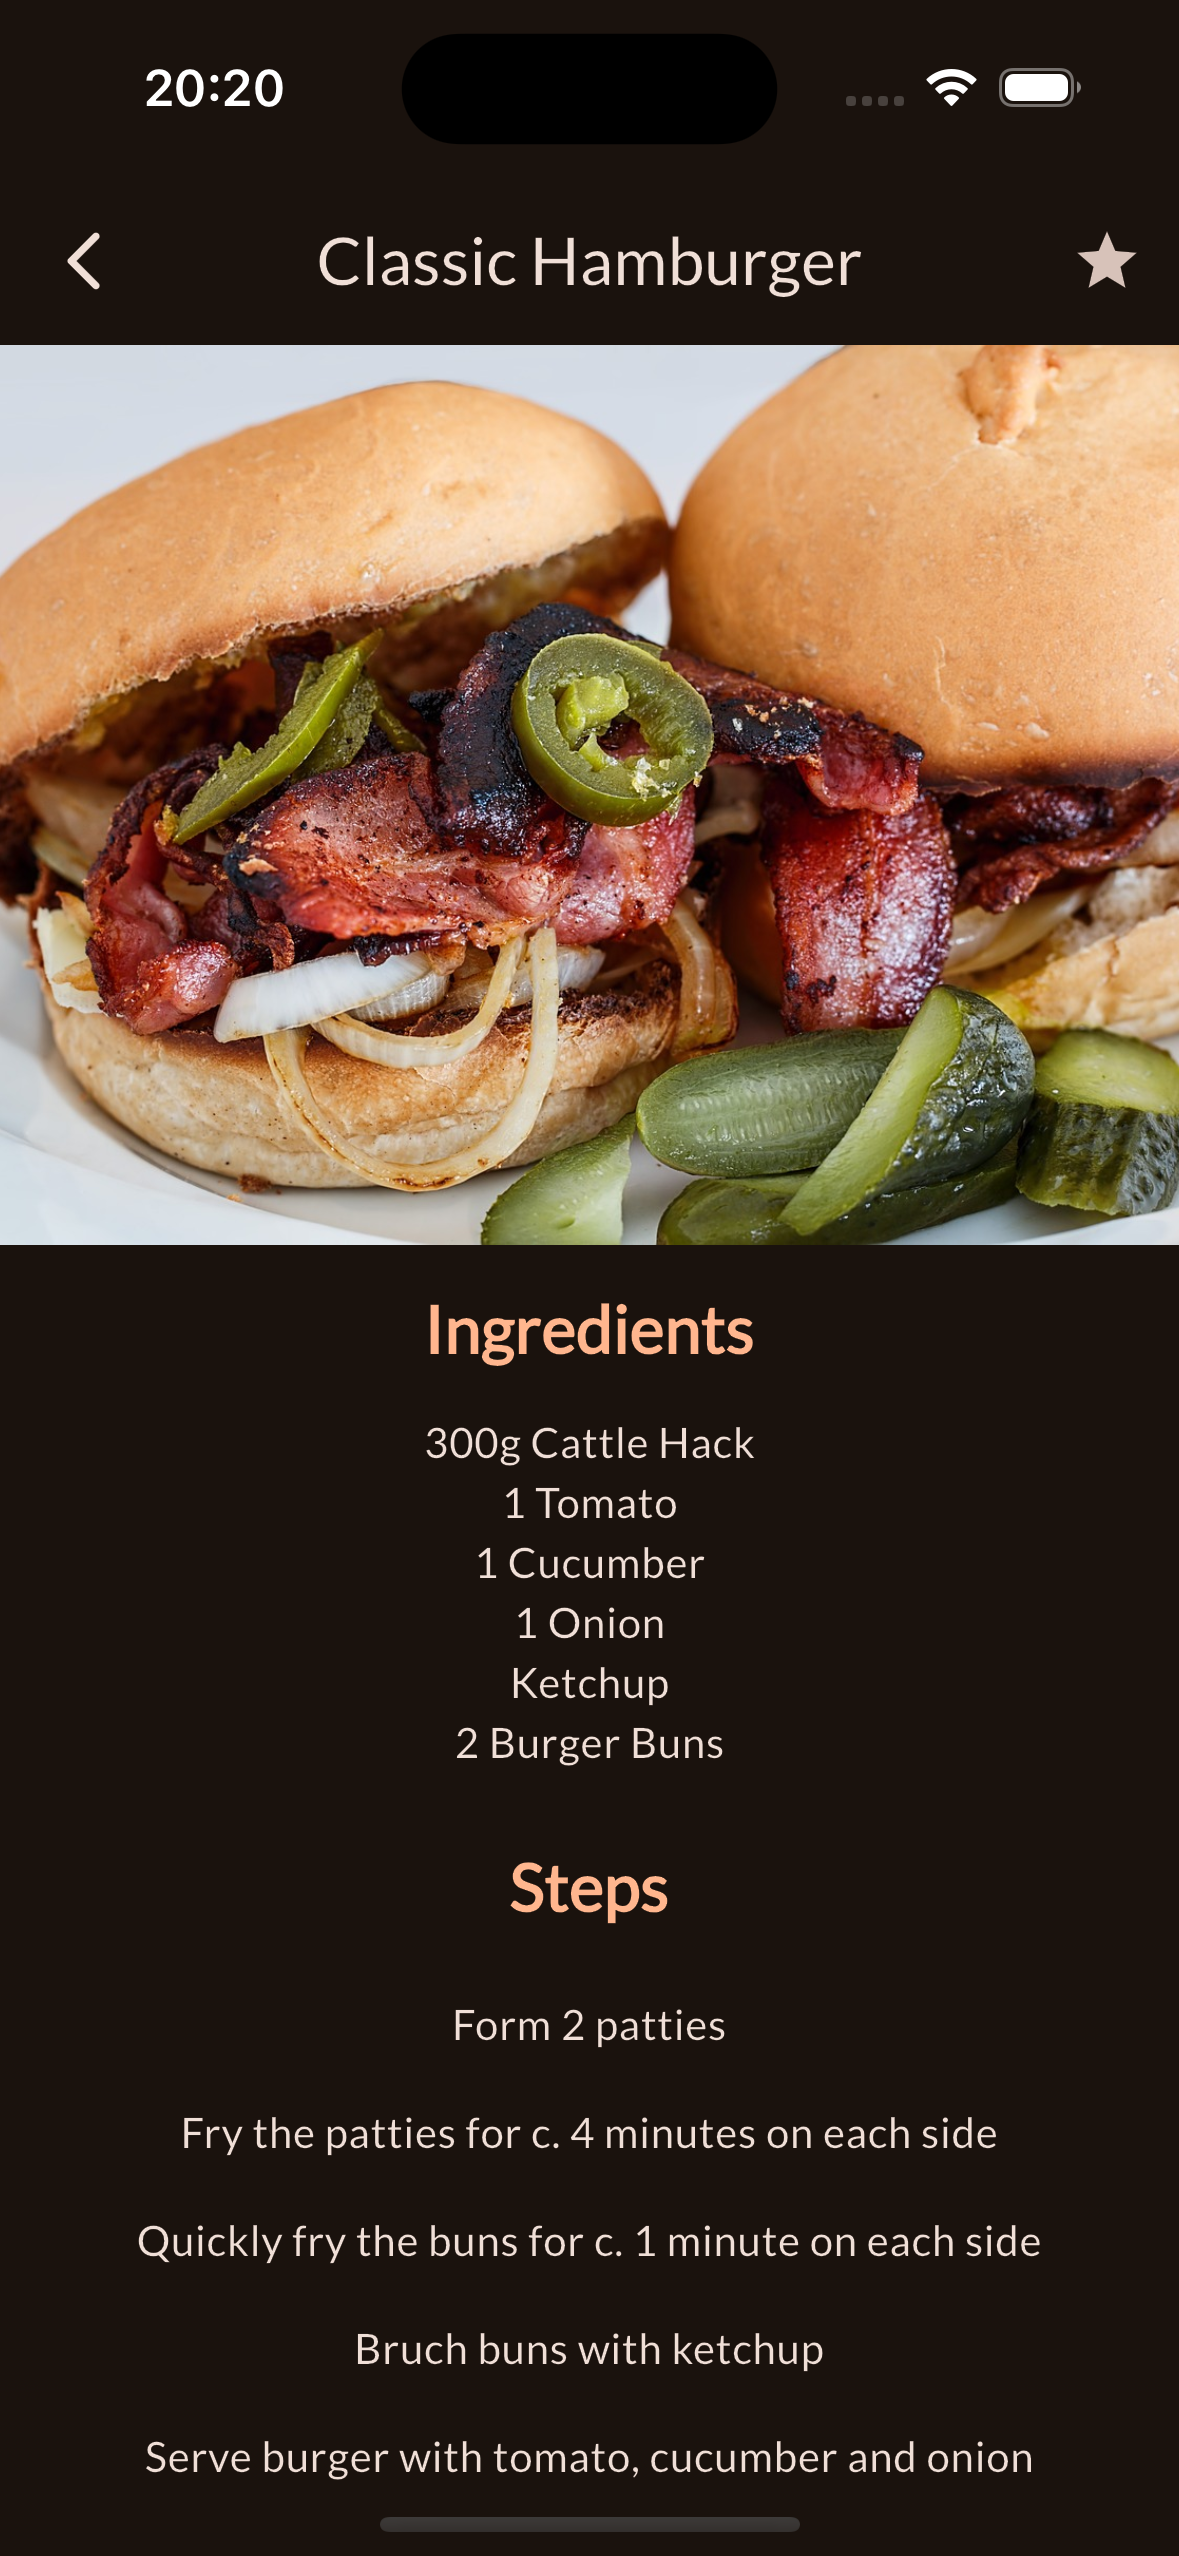 20:20
Classic Hamburger
Ingredients
300g Cattle Hack
1 Tomato
1 Cucumber
1 Onion
Ketchup
2 Burger Buns
Steps
Form 2 patties
Fry the patties for c. 4 minutes on each side
Quickly fry the buns for c. 1 minute on each side
Bruch buns with ketchup
Serve burger with tomato, cucumber and onion